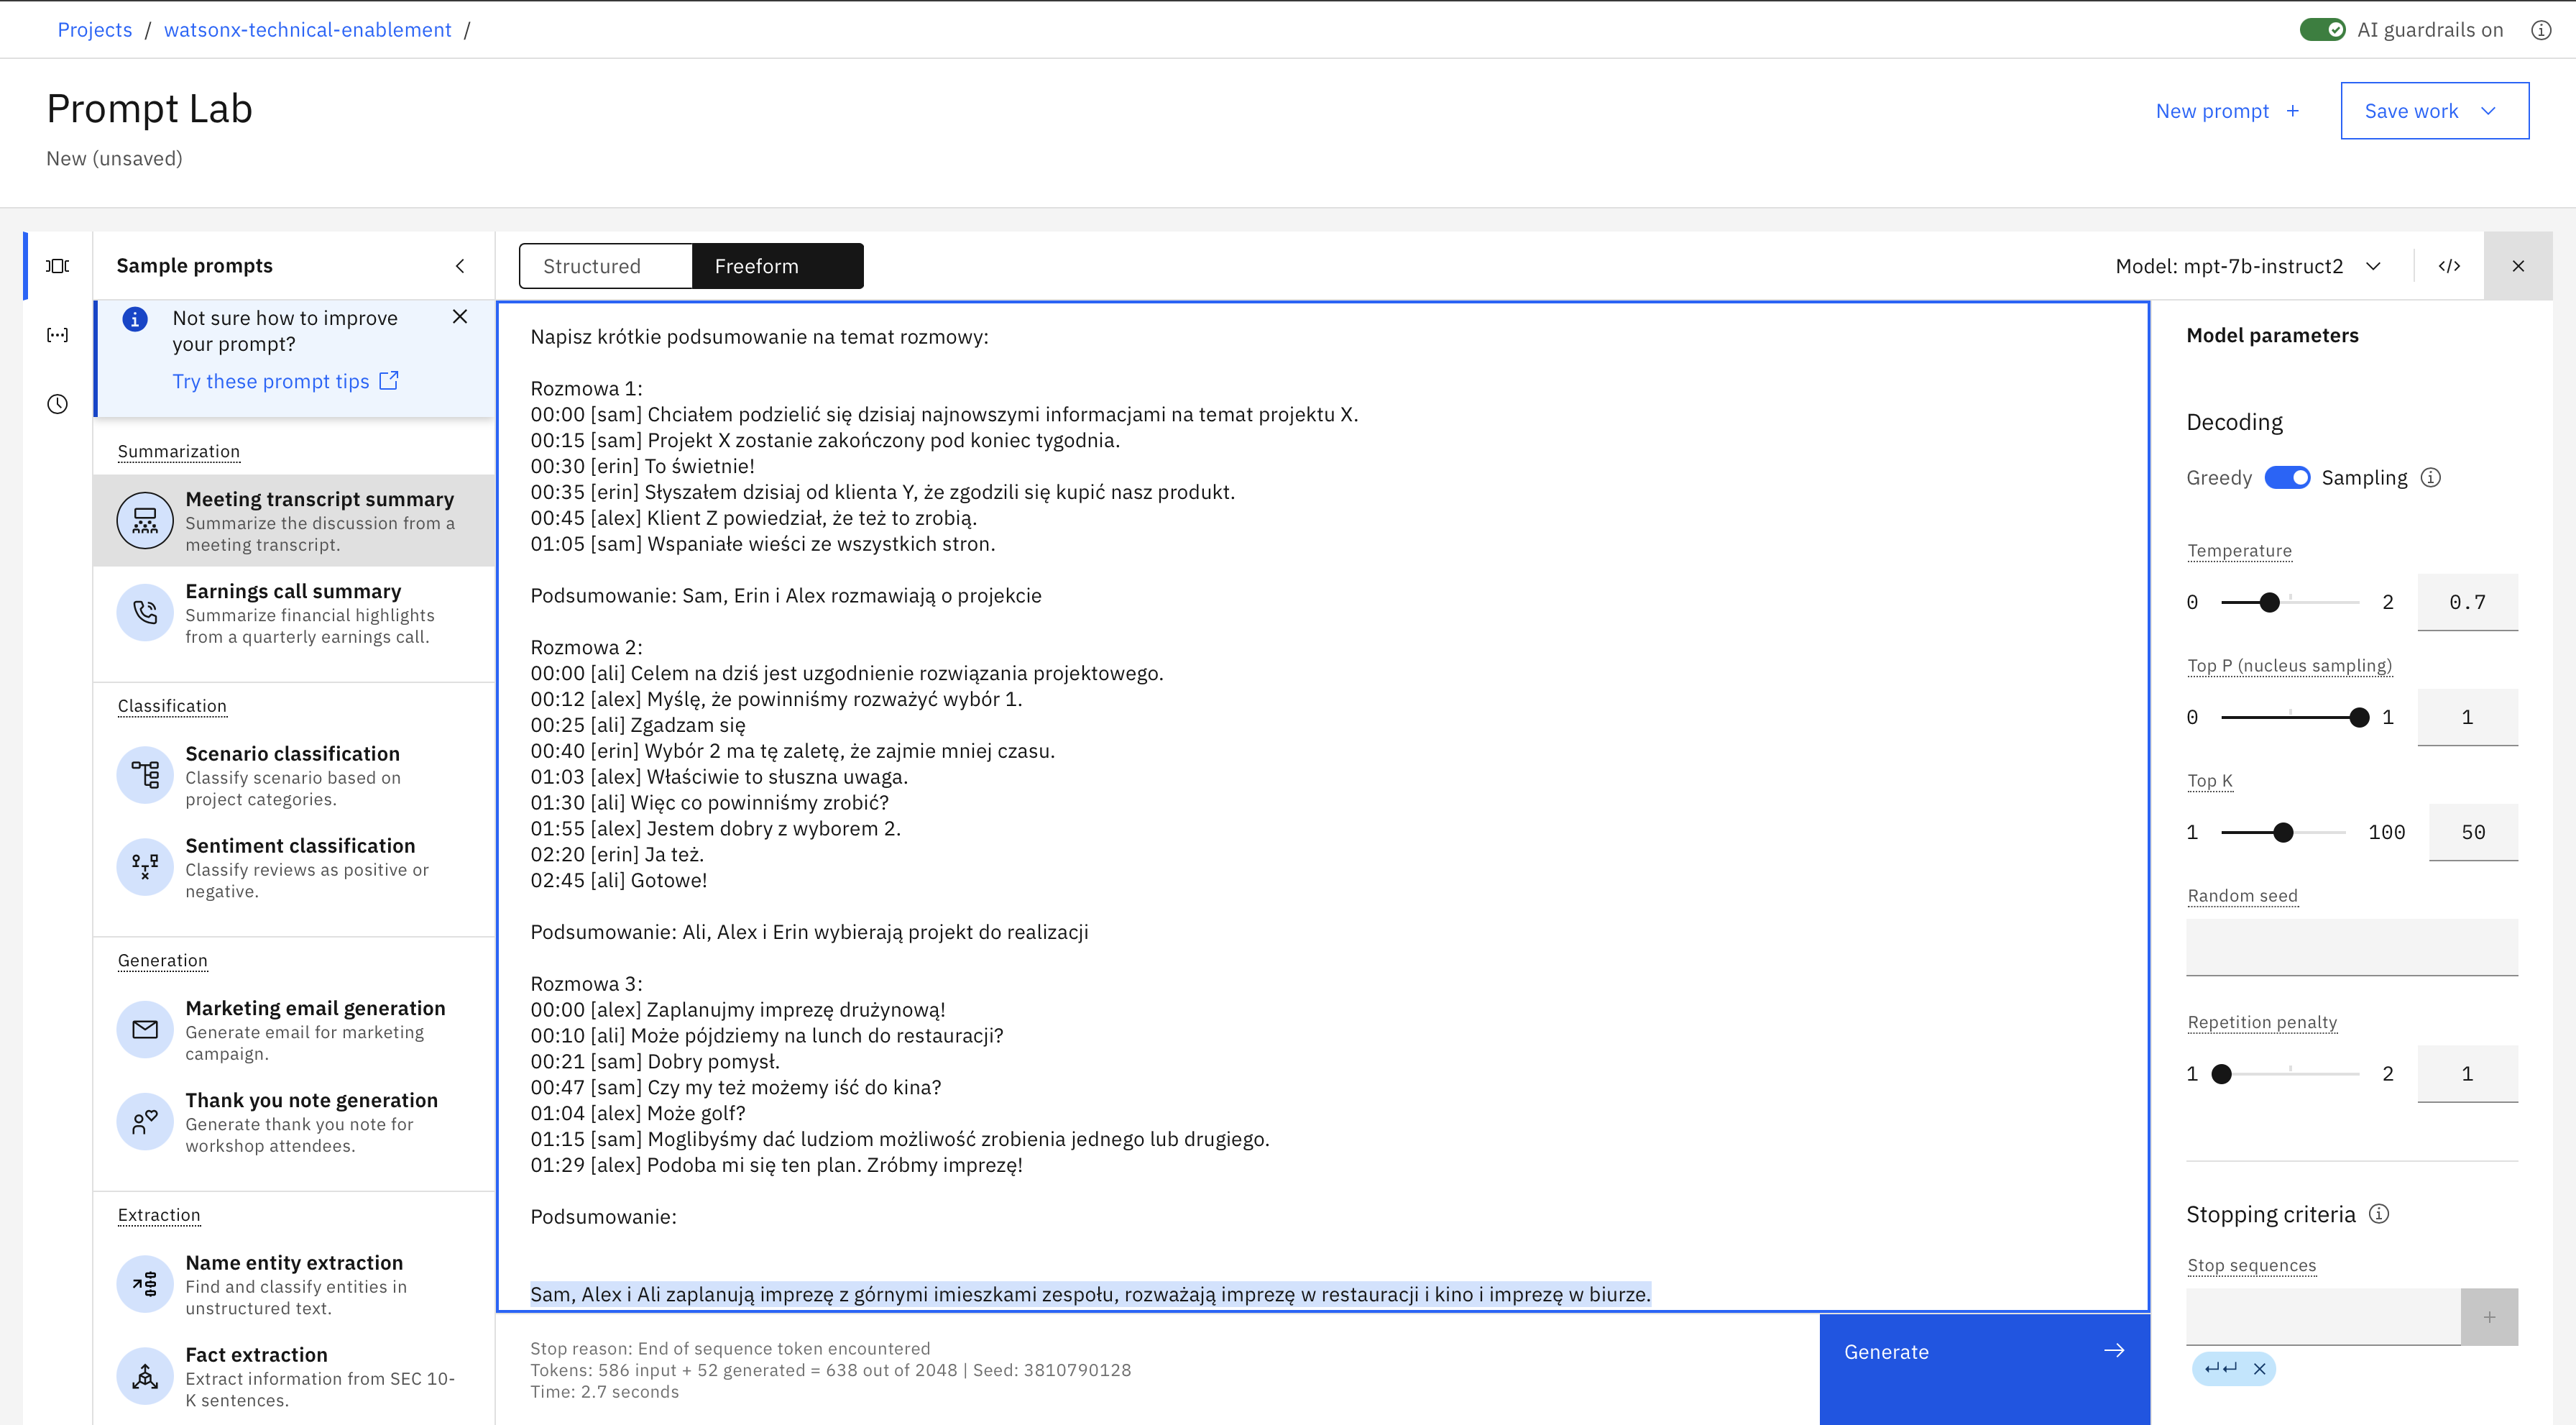 Projects / watsonx-technical-enablement /
AI guardrails on
Prompt Lab
New (unsaved)
New prompt +
Save work
Sample prompts
Not sure how to improve
your prompt?
Try these prompt tips
Summarization
Meeting transcript summary
Summarize the discussion from a
meeting transcript.
Earnings call summary
Summarize financial highlights
from a quarterly earnings call.
Classification
Scenario classification
Classify scenario based on
project categories.
Sentiment classification
Classify reviews as positive or
negative.
Generation
Marketing email generation
Generate email for marketing
campaign.
Thank you note generation
Generate thank you note for
workshop attendees.
Extraction
Name entity extraction
Find and classify entities in
unstructured text.
Fact extraction
Extract information from SEC 10-
K sentences.
Structured
Freeform
Model: mpt-7b-instruct2
Napisz krótkie podsumowanie na temat rozmowy:
Rozmowa 1:
00:00 [sam] Chciałem podzielić się dzisiaj najnowszymi informacjami na temat projektu X.
00:15 [sam] Projekt X zostanie zakończony pod koniec tygodnia.
00:30 [erin] To świetnie!
00:35 [erin] Słyszałem dzisiaj od klienta Y, że zgodzili się kupić nasz produkt.
00:45 [alex] Klient Z powiedział, że też to zrobią.
01:05 [sam] Wspaniałe wieści ze wszystkich stron.
Podsumowanie: Sam, Erin i Alex rozmawiają o projekcie
Rozmowa 2:
00:00 [ali] Celem na dziś jest uzgodnienie rozwiązania projektowego.
00:12 [alex] Myślę, że powinniśmy rozważyć wybór 1.
00:25 [ali] Zgadzam się
00:40 [erin] Wybór 2 ma tę zaletę, że zajmie mniej czasu.
01:03 [alex] Właściwie to słuszna uwaga.
01:30 [ali] Więc co powinniśmy zrobić?
01:55 [alex] Jestem dobry z wyborem 2.
02:20 [erin] Ja też.
02:45 [ali] Gotowe!
Podsumowanie: Ali, Alex i Erin wybierają projekt do realizacji
Rozmowa 3:
00:00 [alex] Zaplanujmy imprezę drużynową!
00:10 [ali] Może pójdziemy na lunch do restauracji?
00:21 [sam] Dobry pomysł.
00:47 [sam] Czy my też możemy iść do kina?
01:04 [alex] Może golf?
01:15 [sam] Moglibyśmy dać ludziom możliwość zrobienia jednego lub drugiego.
01:29 [alex] Podoba mi się ten plan. Zróbmy imprezę!
Podsumowanie:
Sam, Alex i Ali zaplanują imprezę z górnymi imieszkami zespołu, rozważają imprezę w restauracji i kino i imprezę w biurze.
Stop reason: End of sequence token encountered
Tokens: 586 input + 52 generated = 638 out of 2048 | Seed: 3810790128
Time: 2.7 seconds
Generate
Model parameters
Decoding
Greedy Sampling
Temperature
0 2 0.7
Top P (nucleus sampling)
0 1 1
Top K
1 100 50
Random seed
Repetition penalty
1 2 1
Stopping criteria
Stop sequences